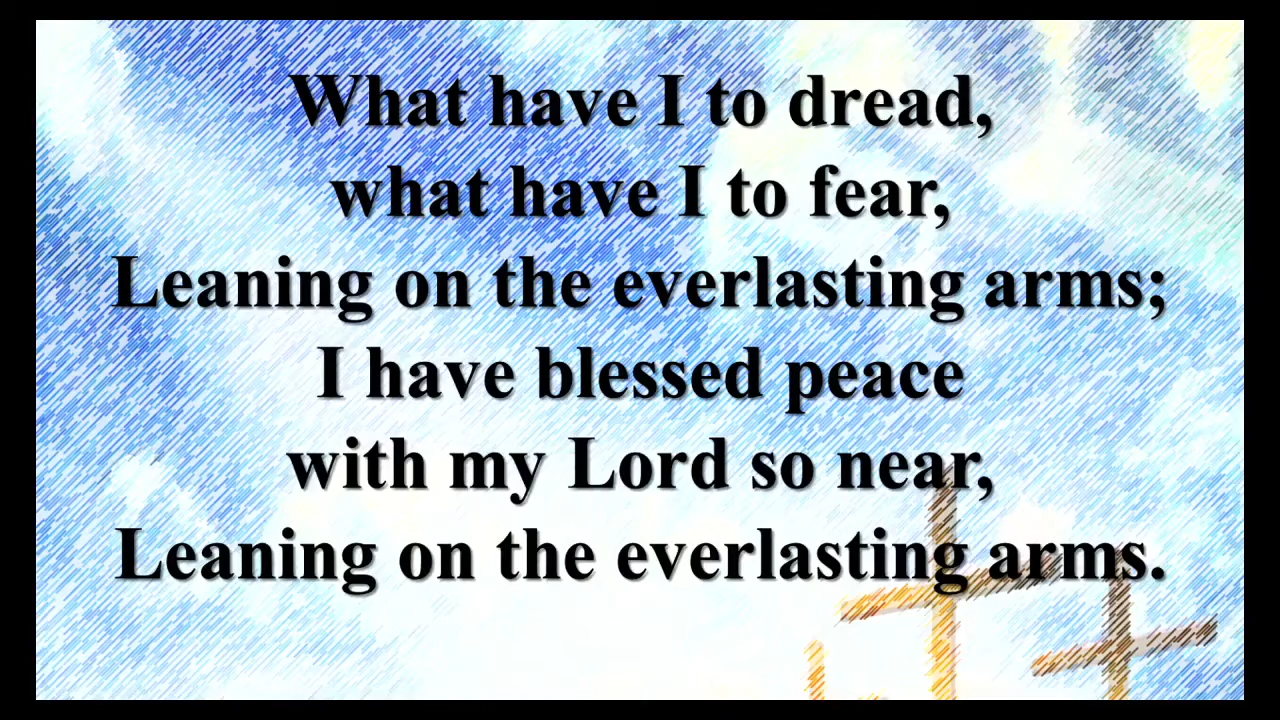 What have I to dread,
what have I to fear,
Leaning on the everlasting arms;
I have blessed peace
with my Lord so near,
Leaning on the everlasting arms.